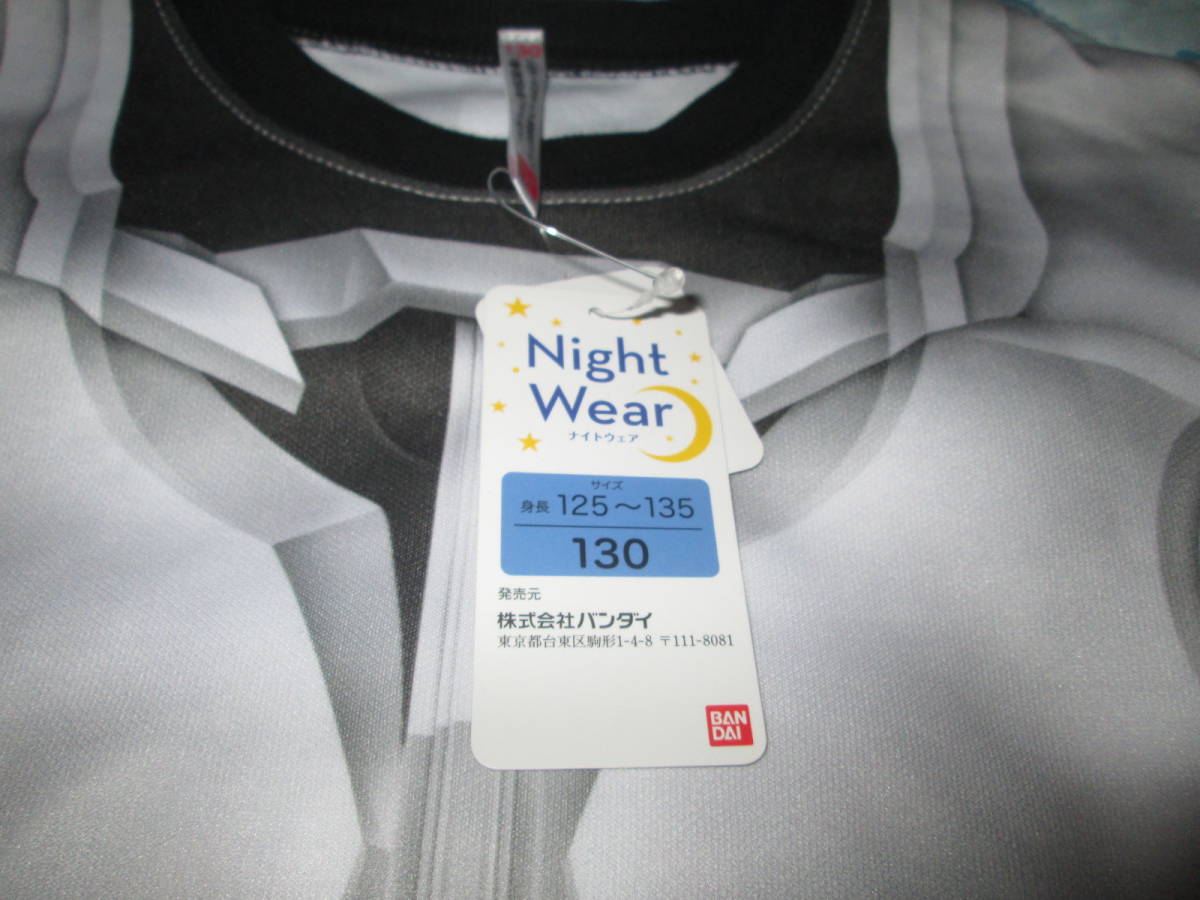 130
Night
Wear
ナイトウェア
サイズ
身長 125～135
130
発売元
株式会社バンダイ
東京都台東区駒形1-4-8 〒111-8081
BAN
DAI